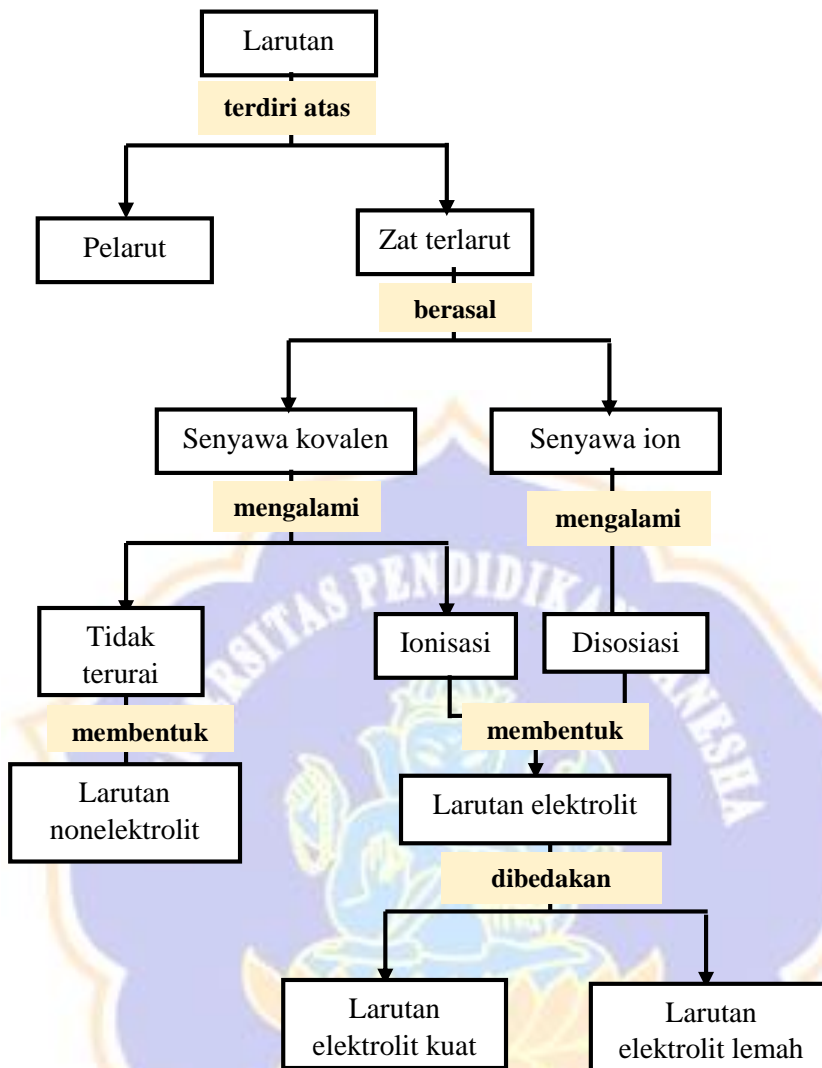 Larutan
terdiri atas
Pelarut
Zat terlarut
berasal
Senyawa kovalen
Senyawa ion
mengalami
mengalami
Tidak
terurai
Ionisasi
Disosiasi
membentuk
membentuk
Larutan
nonelektrolit
Larutan elektrolit
dibedakan
Larutan
elektrolit kuat
Larutan
elektrolit lemah